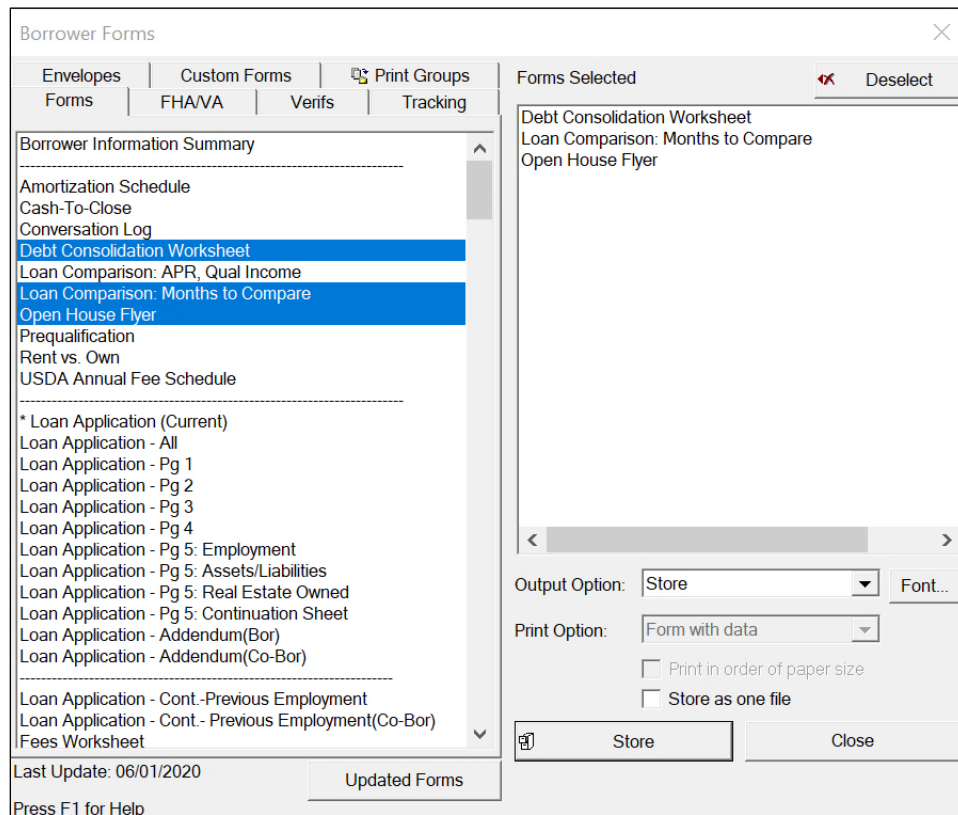 Borrower Forms
Envelopes Custom Forms Print Groups
Forms FHA/VA Verifs Tracking
Borrower Information Summary
------------------------------------------------------------------------
Amortization Schedule
Cash-To-Close
Conversation Log
Debt Consolidation Worksheet
Loan Comparison: APR, Qual Income
Loan Comparison: Months to Compare
Open House Flyer
Prequalification
Rent vs. Own
USDA Annual Fee Schedule
------------------------------------------------------------------------
* Loan Application (Current)
Loan Application - All
Loan Application - Pg 1
Loan Application - Pg 2
Loan Application - Pg 3
Loan Application - Pg 4
Loan Application - Pg 5: Employment
Loan Application - Pg 5: Assets/Liabilities
Loan Application - Pg 5: Real Estate Owned
Loan Application - Pg 5: Continuation Sheet
Loan Application - Addendum(Bor)
Loan Application - Addendum(Co-Bor)
----------------------------------------------------------------------
Loan Application - Cont.-Previous Employment
Loan Application - Cont.- Previous Employment(Co-Bor)
Fees Worksheet
Last Update: 06/01/2020
Updated Forms
Press F1 for Help
Forms Selected
Deselect
Debt Consolidation Worksheet
Loan Comparison: Months to Compare
Open House Flyer
Output Option: Store Font...
Print Option: Form with data
Print in order of paper size
Store as one file
Store Close